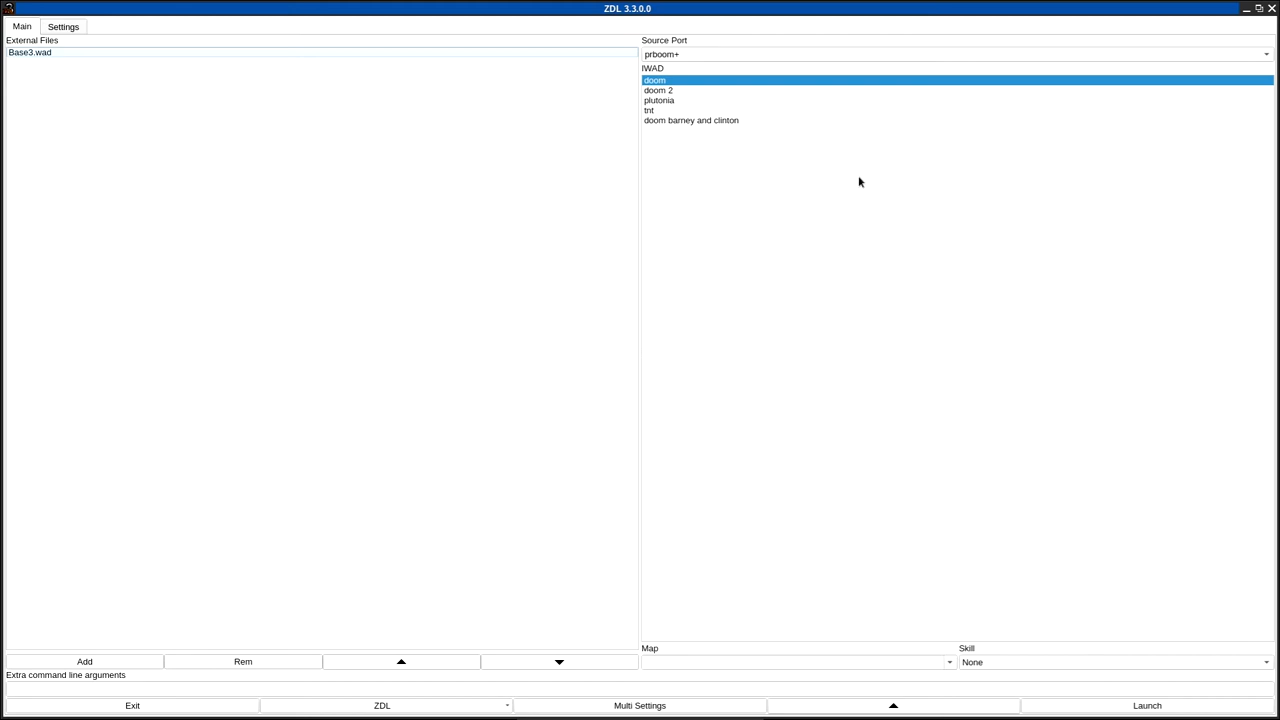 ZDL 3.3.0.0
Main
Settings
External Files
Base3.wad
Source Port
prboom+
IWAD
doom
doom 2
plutonia
tnt
doom barney and clinton
Add
Rem
Map
Skill
None
Extra command line arguments
Exit
ZDL
Multi Settings
Launch